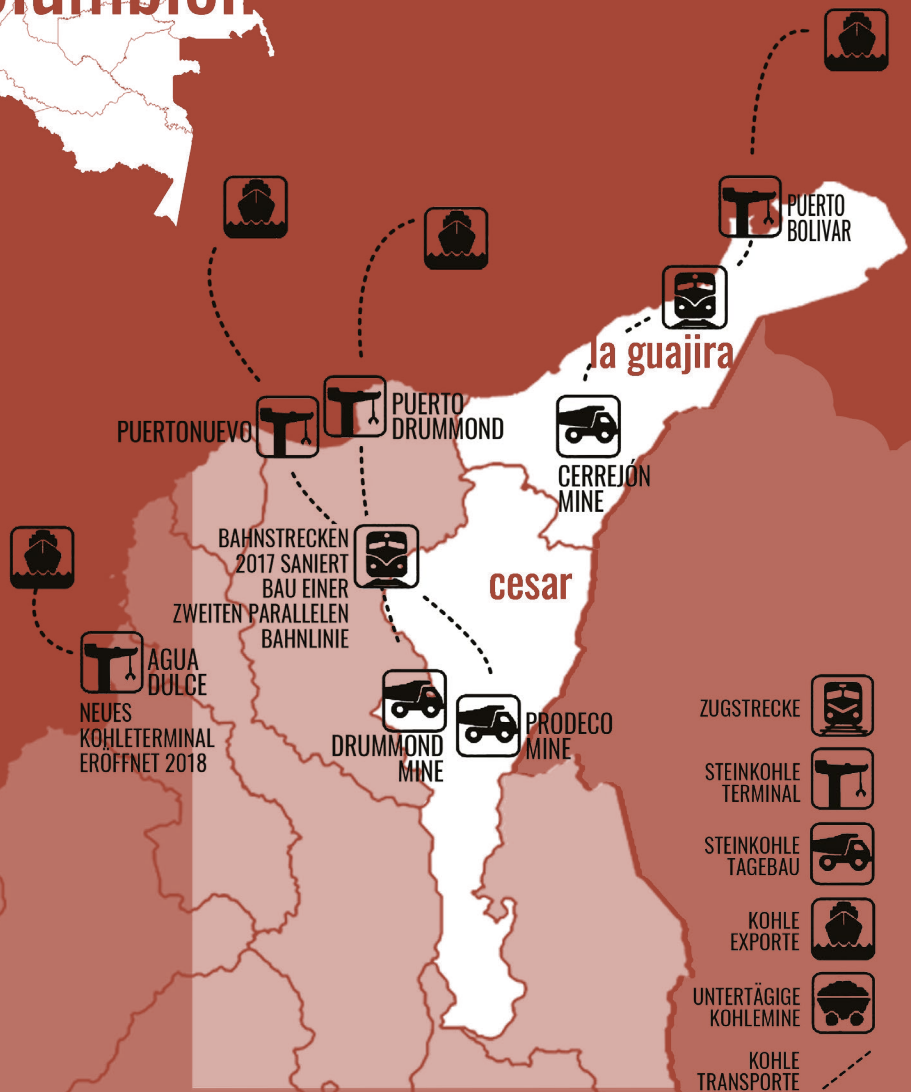 PUERTO
BOLIVAR
la guajira
PUERTO
DRUMMOND
PUERTONUEVO
CERREJÓN
MINE
BAHNSTRECKEN
2017 SANIERT
BAU EINER
ZWEITEN PARALLELEN
BAHNLINIE
cesar
AGUA
DULCE
NEUES
KOHLETERMINAL
ERÖFFNET 2018
DRUMMOND
MINE
PRODECO
MINE
ZUGSTRECKE
STEINKOHLE
TERMINAL
STEINKOHLE
TAGEBAU
KOHLE
EXPORTE
UNTERTÄGIGE
KOHLEMINE
KOHLE
TRANSPORTE